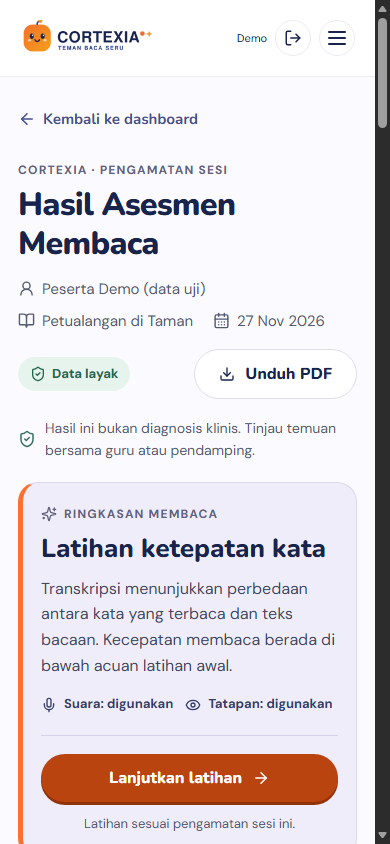 CORTEXIA
TEMAN BACA SERU
Demo
Kembali ke dashboard
CORTEXIA · PENGAMATAN SESI
Hasil Asesmen
Membaca
Peserta Demo (data uji)
Petualangan di Taman 27 Nov 2026
Data layak
Unduh PDF
Hasil ini bukan diagnosis klinis. Tinjau temuan
bersama guru atau pendamping.
RINGKASAN MEMBACA
Latihan ketepatan kata
Transkripsi menunjukkan perbedaan
antara kata yang terbaca dan teks
bacaan. Kecepatan membaca berada di
bawah acuan latihan awal.
Suara: digunakan Tatapan: digunakan
Lanjutkan latihan
Latihan sesuai pengamatan sesi ini.